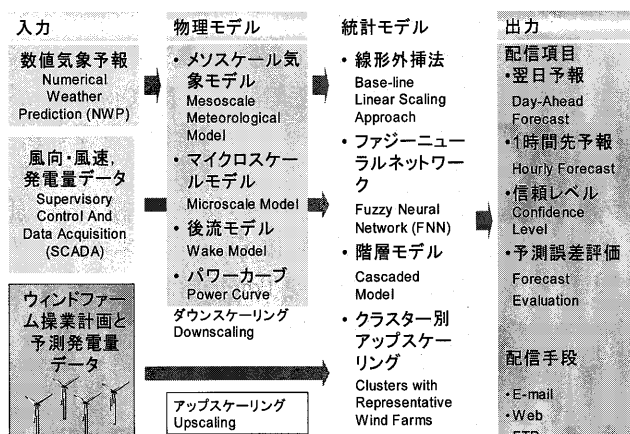 入力
数値気象予報
Numerical
Weather
Prediction (NWP)
風向・風速,
発電量データ
Supervisory
Control And
Data Acquisition
(SCADA)
ウィンドファー
ム操業計画と
予測発電量
データ
物理モデル
・メソスケール気
象モデル
Mesoscale
Meteorological
Model
・マイクロスケー
ルモデル
Microscale Model
・後流モデル
Wake Model
・パワーカーブ
Power Curve
ダウンスケーリング
Downscaling
アップスケーリング
Upscaling
統計モデル
・線形外挿法
Base-line
Linear Scaling
Approach
・ファジーニュー
ラルネットワー
ク
Fuzzy Neural
Network (FNN)
・階層モデル
Cascaded
Model
・クラスター別
アップスケー
リング
Clusters with
Representative
Wind Farms
出力
配信項目
・翌日予報
Day-Ahead
Forecast
・1時間先予報
Hourly Forecast
・信頼レベル
Confidence
Level
・予測誤差評価
Forecast
Evaluation
配信手段
・E-mail
・Web
・FTP